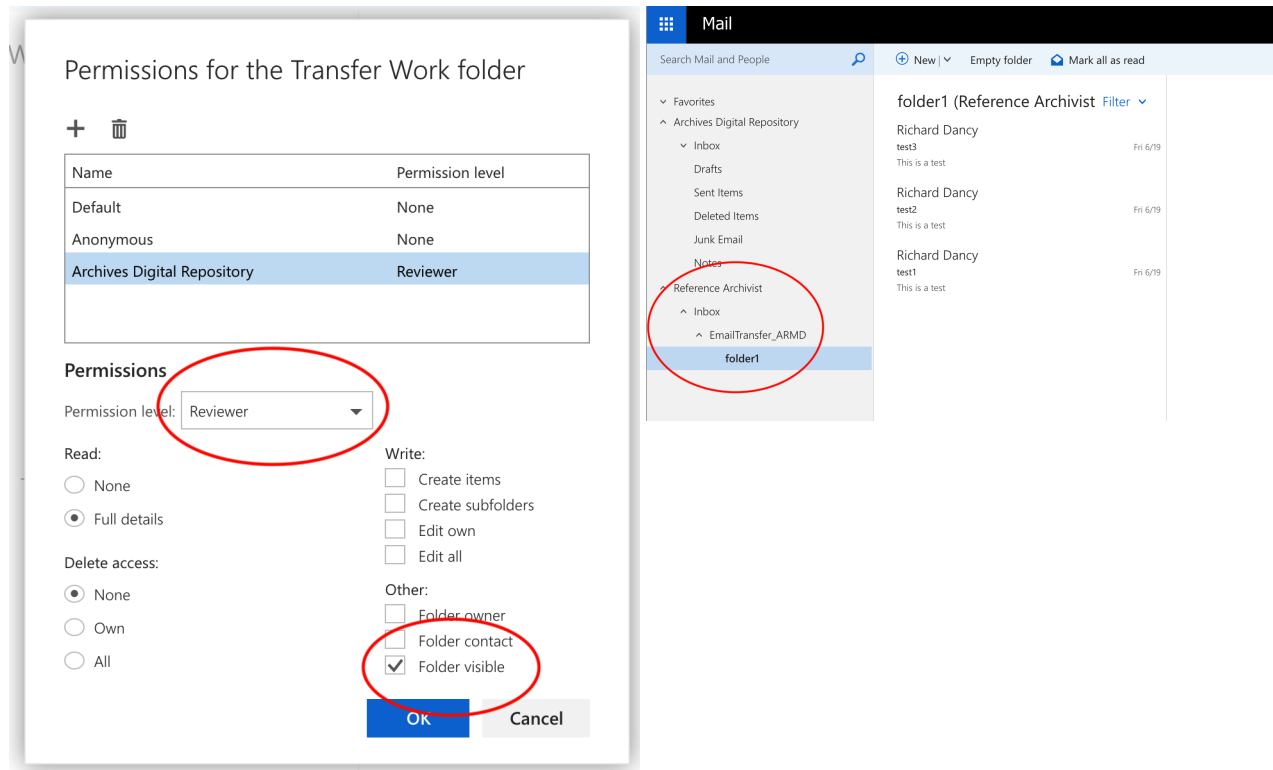 W
Permissions for the Transfer Work folder
Name Permission level
Default None
Anonymous None
Archives Digital Repository Reviewer
Permissions
Permission level: Reviewer
Read:
None
Full details
Delete access:
None
Own
All
Write:
Create items
Create subfolders
Edit own
Edit all
Other:
Folder owner
Folder contact
Folder visible
OK Cancel
Mail
Search Mail and People
New Empty folder Mark all as read
Favorites
Archives Digital Repository
Inbox
Drafts
Sent Items
Deleted Items
Junk Email
Notes
Reference Archivist
Inbox
EmailTransfer_ARMD
folder1
folder1 (Reference Archivist Filter
Richard Dancy
test3 Fri 6/19
This is a test
Richard Dancy
test2 Fri 6/19
This is a test
Richard Dancy
test1 Fri 6/19
This is a test